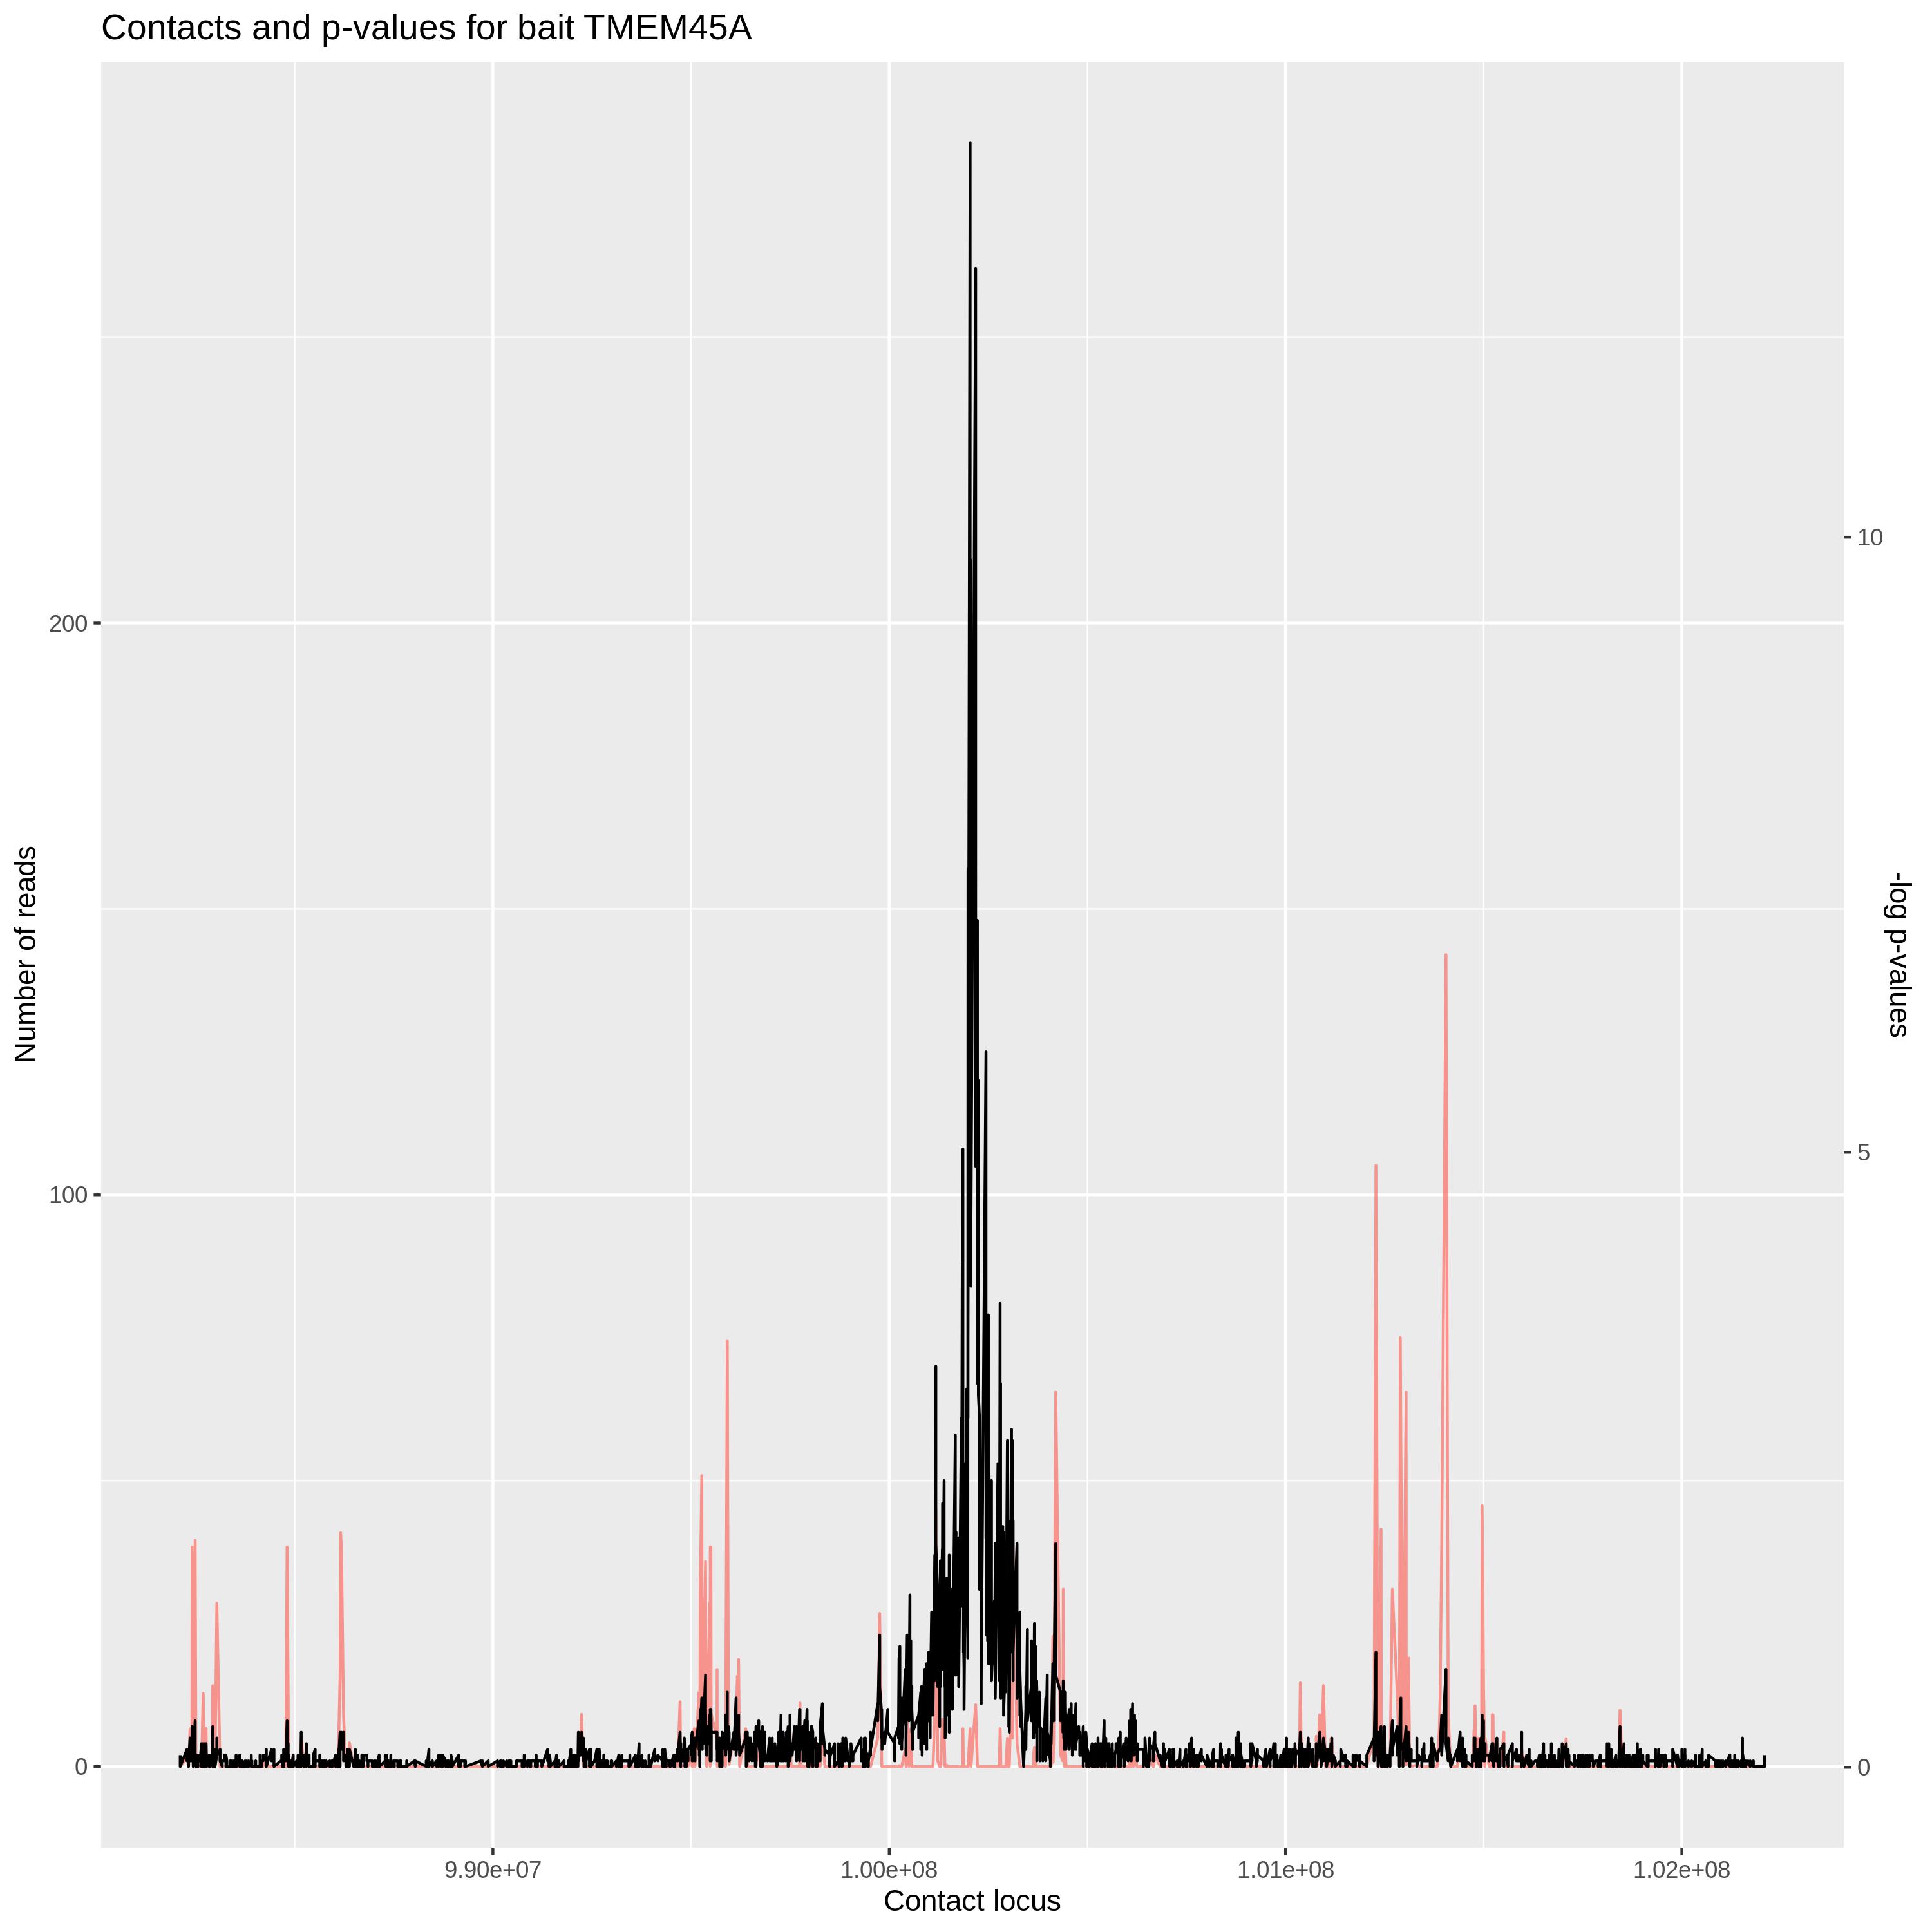 Contacts and p-values for bait TMEM45A
Number of reads
200
100
0
10
5
0
-log p-values
9.90e+07
1.00e+08
1.01e+08
1.02e+08
Contact locus